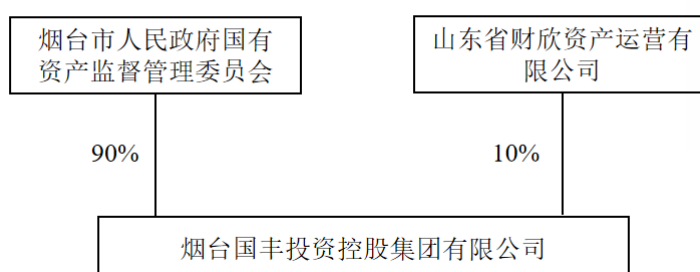 烟台市人民政府国有
资产监督管理委员会
山东省财欣资产运营有
限公司
90%
10%
烟台国丰投资控股集团有限公司